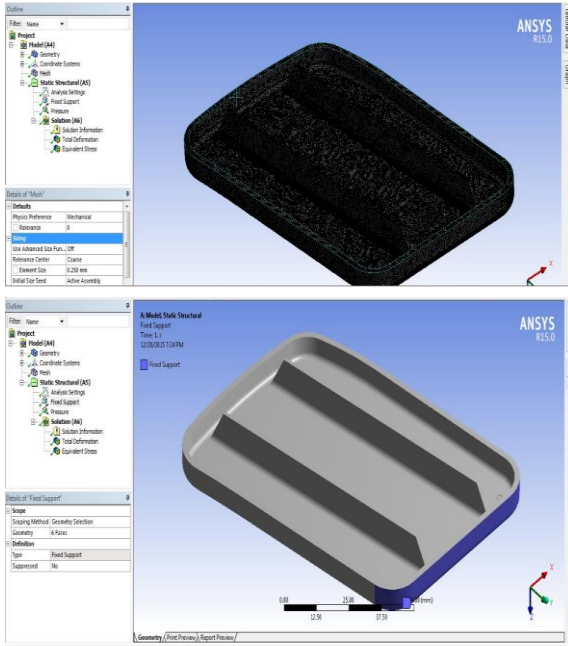 Outline
Filter: Name
Project
Model (A4)
Geometry
Coordinate Systems
Mesh
Static Structural (A5)
Analysis Settings
Fixed Support
Pressure
Solution (A6)
Solution Information
Total Deformation
Equivalent Stress
Details of "Mesh"
Defaults
Physics Preference Mechanical
Relevance 0
Sizing
Use Advanced Size Fun... Off
Relevance Center Coarse
Element Size 0.250 mm
Initial Size Seed Active Assembly
ANSYS
R15.0
Graph
X
Outline
Filter: Name
Project
Model (A4)
Geometry
Coordinate Systems
Mesh
Static Structural (A5)
Analysis Settings
Fixed Support
Pressure
Solution (A6)
Solution Information
Total Deformation
Equivalent Stress
Details of "Fixed Support"
Scope
Scoping Method Geometry Selection
Geometry 6 Faces
Definition
Type Fixed Support
Suppressed No
A: Model, Static Structural
Fixed Support
Time: 1. s
Fixed Support
ANSYS
R15.0
0.00 25.00 (mm)
12.50 37.50
X
Y
Z
Geometry Print Preview Report Preview